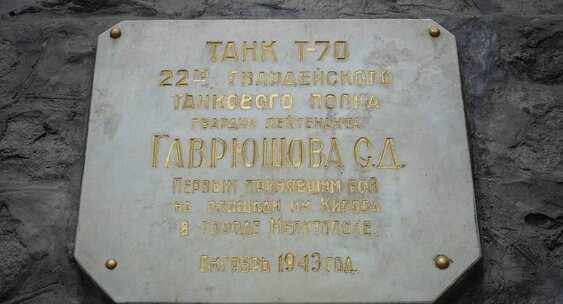 ТАНК Т-70
22ГО ГВАРДЕЙСКОГО
ТАНКОВОГО ПОЛКА
ГВАРДИИ ЛЕЙТЕНАНТА
ГАВРЮШОВА С.Д.
ПЕРВЫМ ПРИНЯВШИМ БОЙ
НА ПЛОЩАДИ ИМ. КИРОВА
В ГОРОДЕ МЕЛИТОПОЛЕ.
ОКТЯБРЬ 1943 ГОД.